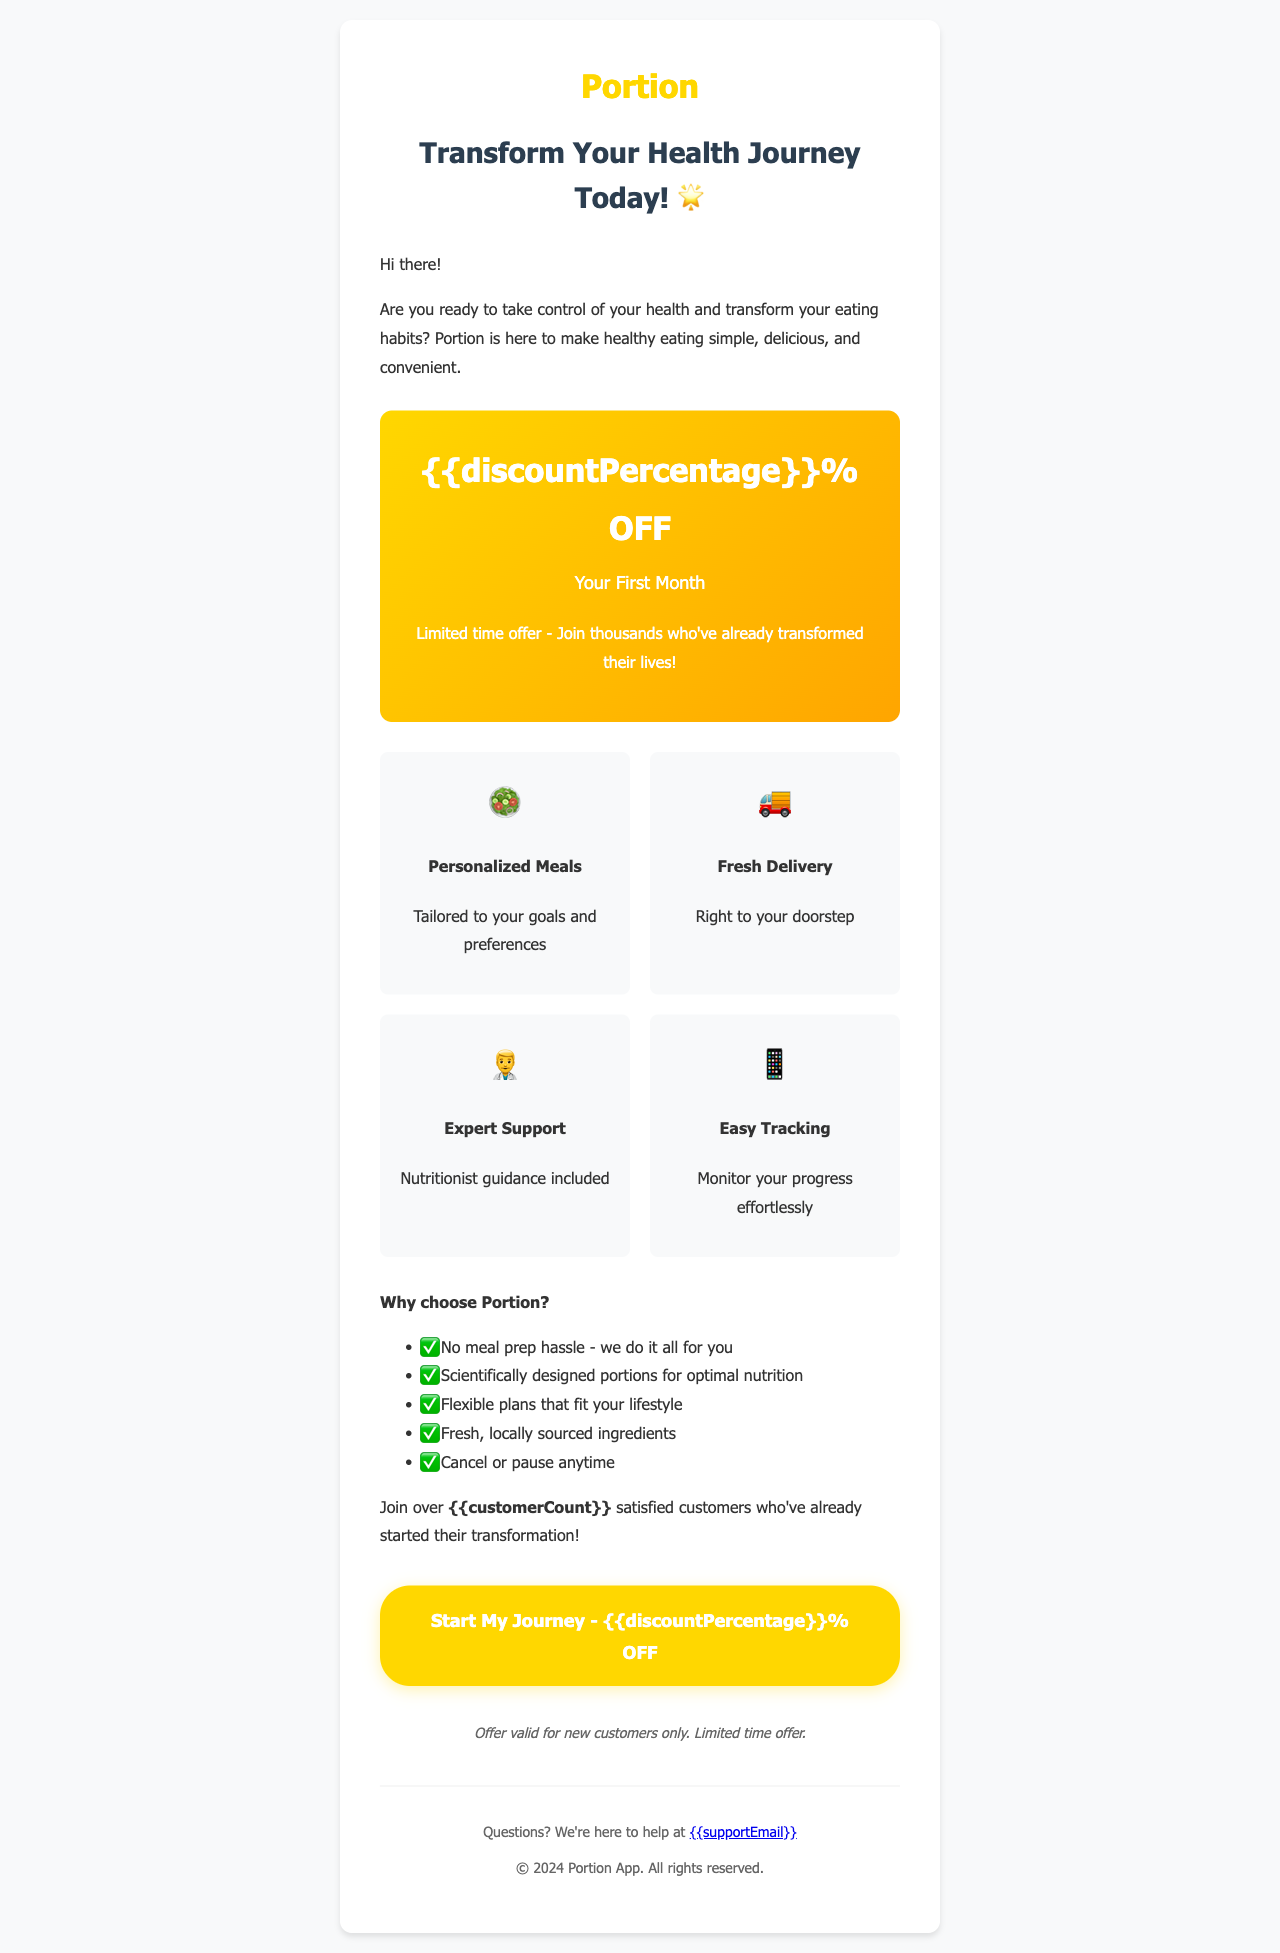 Portion
Transform Your Health Journey
Today! 🌟
Hi there!
Are you ready to take control of your health and transform your eating
habits? Portion is here to make healthy eating simple, delicious, and
convenient.
{{discountPercentage}}%
OFF
Your First Month
Limited time offer - Join thousands who've already transformed
their lives!
Personalized Meals
Tailored to your goals and
preferences
Fresh Delivery
Right to your doorstep
Expert Support
Nutritionist guidance included
Easy Tracking
Monitor your progress
effortlessly
Why choose Portion?
• ✅No meal prep hassle - we do it all for you
• ✅Scientifically designed portions for optimal nutrition
• ✅Flexible plans that fit your lifestyle
• ✅Fresh, locally sourced ingredients
• ✅Cancel or pause anytime
Join over {{customerCount}} satisfied customers who've already
started their transformation!
Start My Journey - {{discountPercentage}}%
OFF
Offer valid for new customers only. Limited time offer.
Questions? We're here to help at {{supportEmail}}
© 2024 Portion App. All rights reserved.